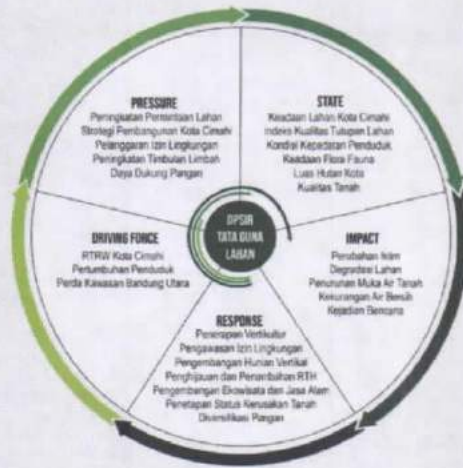 PRESSURE
Peningkatan Permintaan Lahan
Strategi Pembangunan Kota Cimahi
Pelanggaran Izin Lingkungan
Peningkatan Timbulan Limbah
Daya Dukung Pangan
STATE
Keadaan Lahan Kota Cimahi
Indeks Kualitas Tutupan Lahan
Kondisi Kepadatan Penduduk
Keadaan Flora Fauna
Luas Hutan Kota
Kualitas Tanah
DRIVING FORCE
RTRW Kota Cimahi
Pertumbuhan Penduduk
Perda Kawasan Bandung Utara
DPSIR
TATA GUNA
LAHAN
IMPACT
Perubahan Iklim
Degradasi Lahan
Penurunan Muka Air Tanah
Kekurangan Air Bersih
Kejadian Bencana
RESPONSE
Penerapan Vertikultur
Pengawasan Izin Lingkungan
Pengembangan Hunian Vertikal
Penghijauan dan Penambahan RTH
Pengembangan Ekowisata dan Jasa Alam
Penetapan Status Kerusakan Tanah
Diversifikasi Pangan